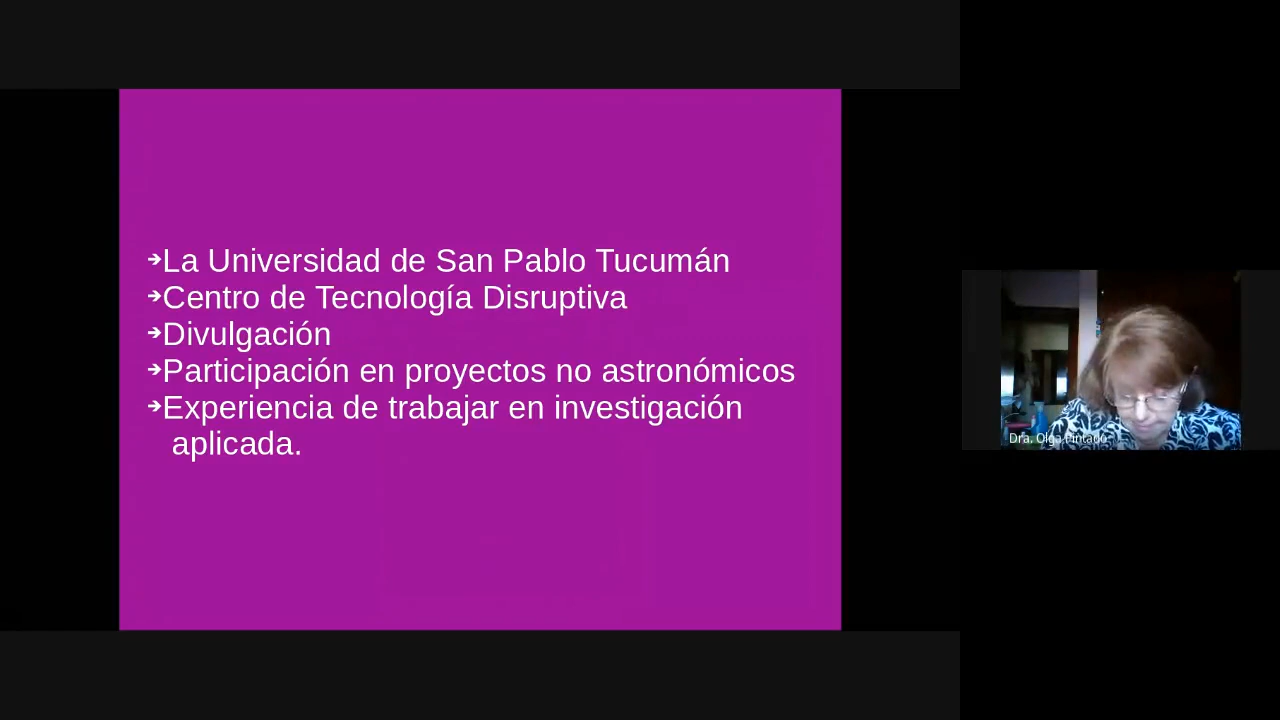 ➔La Universidad de San Pablo Tucumán
➔Centro de Tecnología Disruptiva
➔Divulgación
➔Participación en proyectos no astronómicos
➔Experiencia de trabajar en investigación
aplicada.
Dra. Olga Pintado